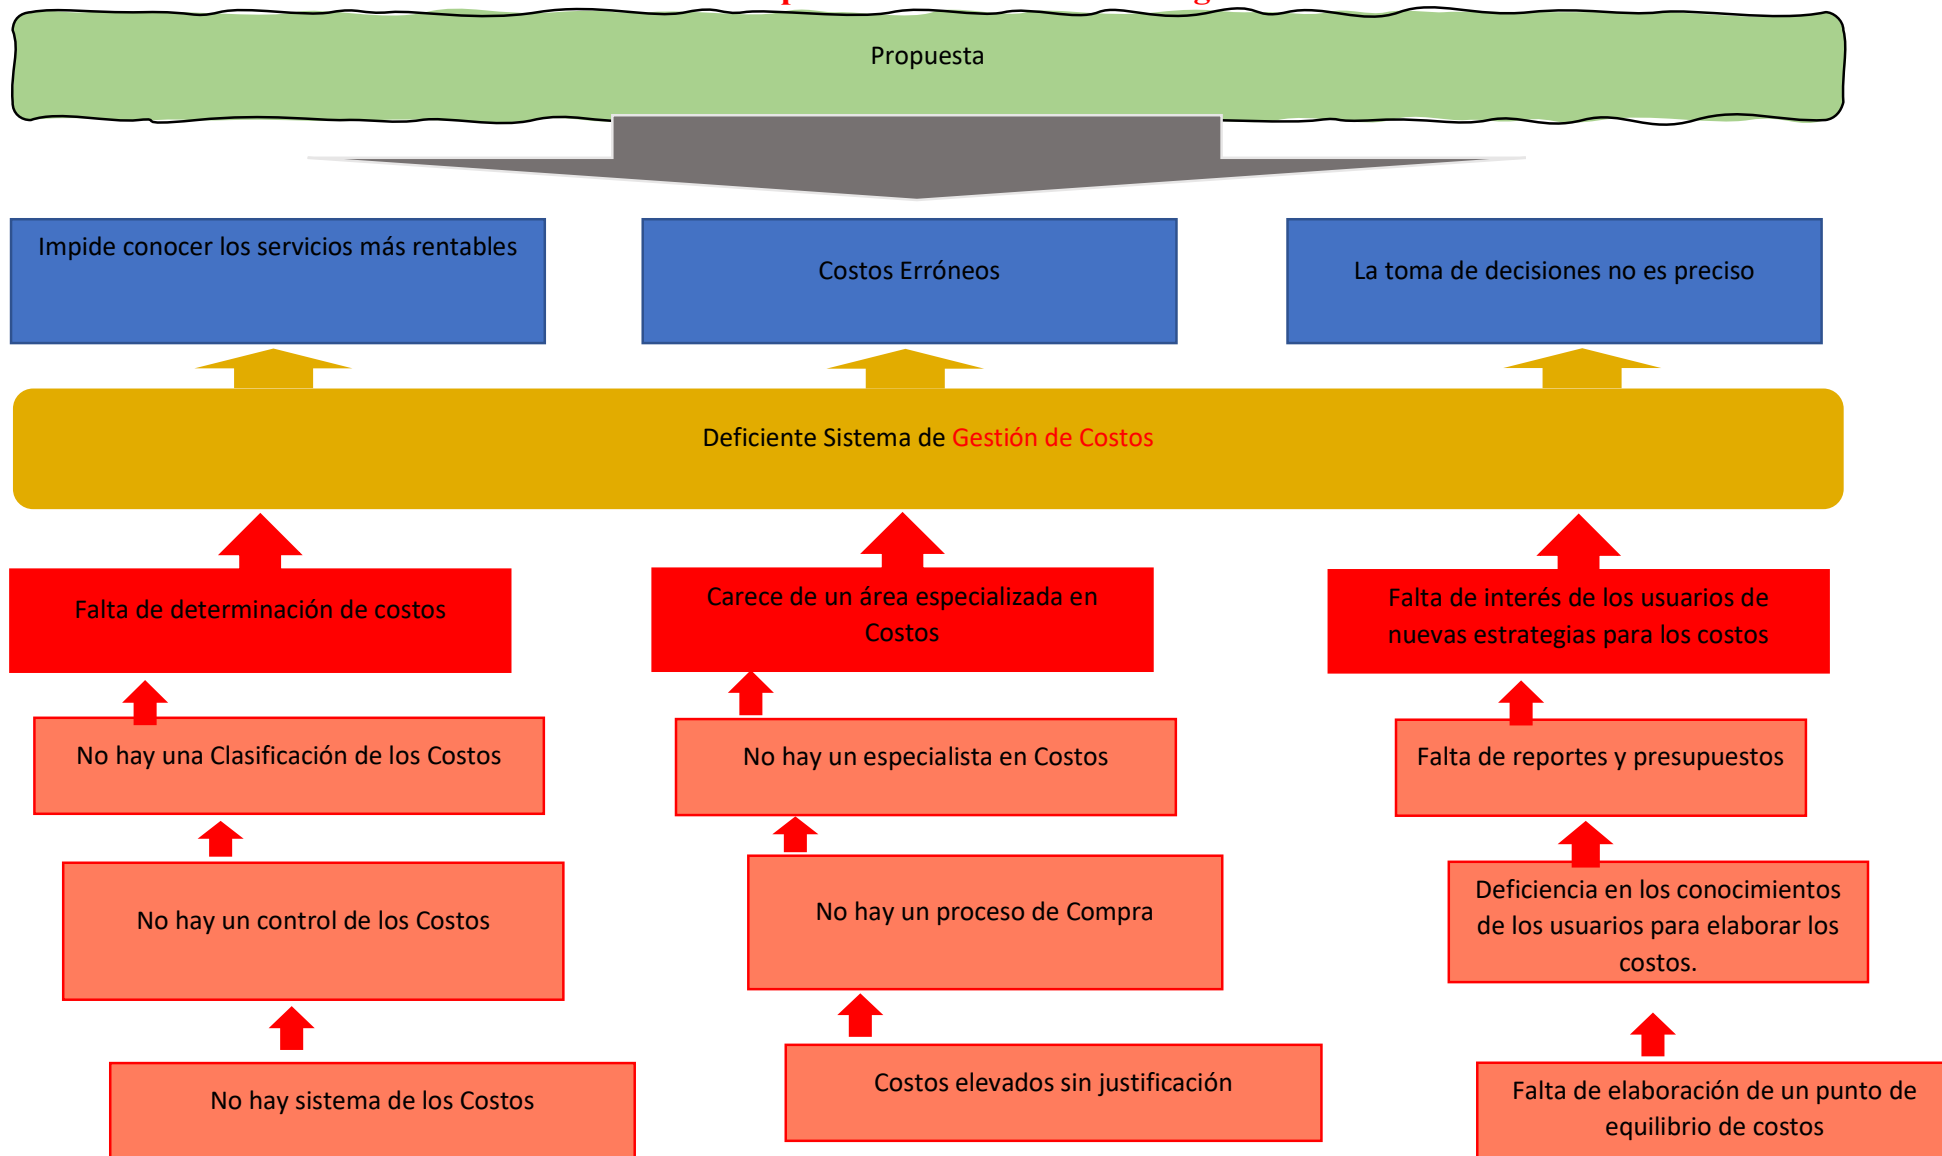 Propuesta
Impide conocer los servicios más rentables
Costos Erróneos
La toma de decisiones no es preciso
Deficiente Sistema de Gestión de Costos
Falta de determinación de costos
Carece de un área especializada en
Costos
Falta de interés de los usuarios de
nuevas estrategias para los costos
No hay una Clasificación de los Costos
No hay un especialista en Costos
Falta de reportes y presupuestos
No hay un control de los Costos
No hay un proceso de Compra
Deficiencia en los conocimientos
de los usuarios para elaborar los
costos.
No hay sistema de los Costos
Costos elevados sin justificación
Falta de elaboración de un punto de
equilibrio de costos